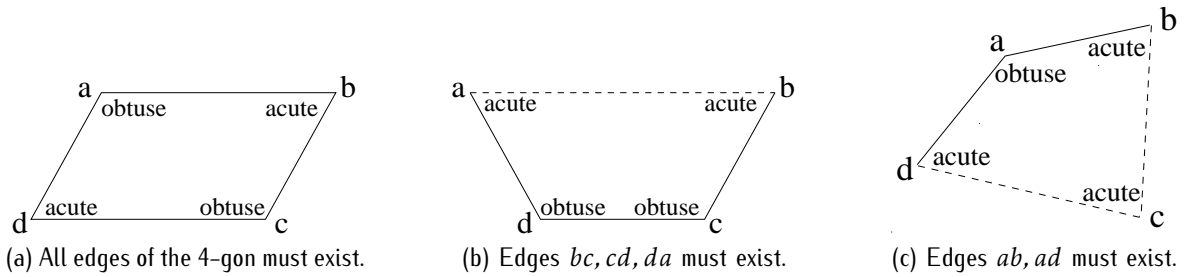 a obtuse acute b
d acute obtuse c
(a) All edges of the 4-gon must exist.
a acute acute b
d obtuse obtuse c
(b) Edges bc, cd, da must exist.
b
a acute
obtuse
d acute
acute c
(c) Edges ab, ad must exist.